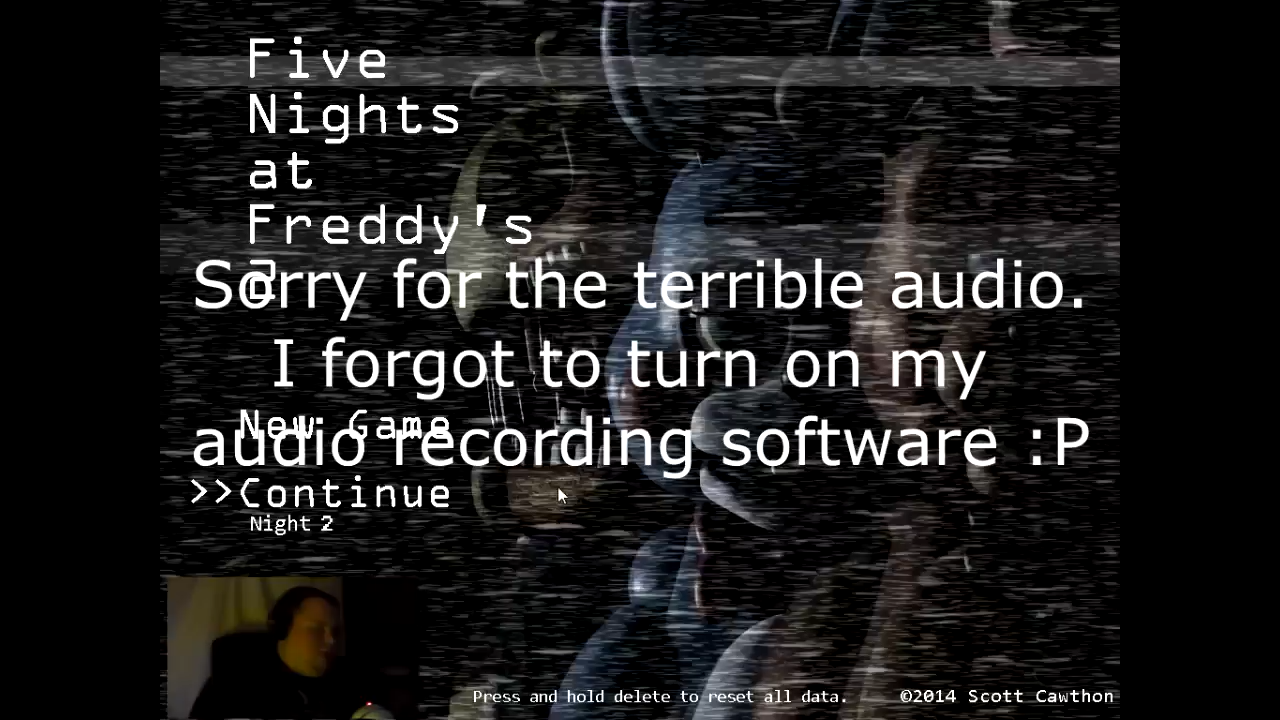 Five
Nights
at
Freddy's
2
Sorry for the terrible audio.
I forgot to turn on my
audio recording software :P
New Game
>>Continue
Night 2
Press and hold delete to reset all data.
©2014 Scott Cawthon